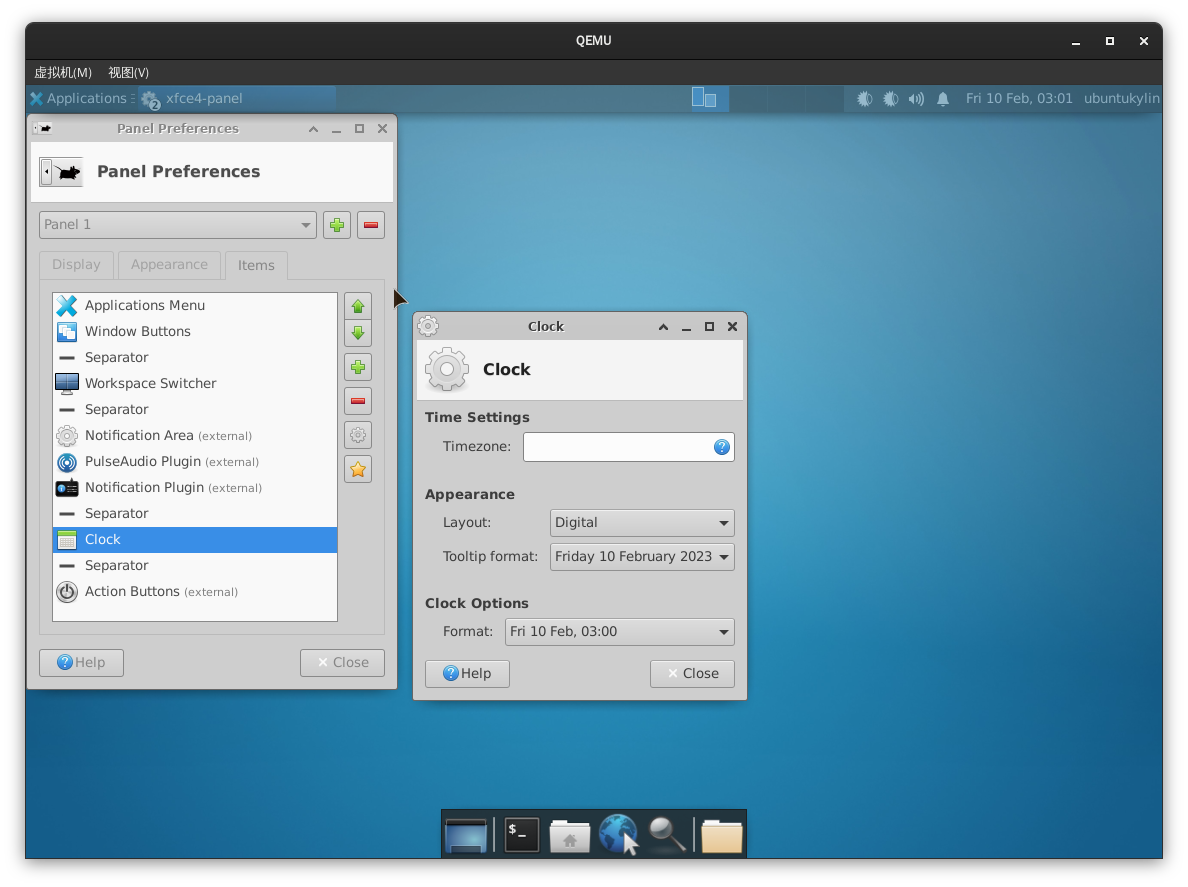 QEMU
虚拟机(M) 视图(V)
Applications xfce4-panel Fri 10 Feb, 03:01 ubuntukylin
2
Panel Preferences
Panel Preferences
Panel 1
Display Appearance Items
Applications Menu
Window Buttons
Separator
Workspace Switcher
Separator
Notification Area (external)
PulseAudio Plugin (external)
Notification Plugin (external)
Separator
Clock
Separator
Action Buttons (external)
Help Close
Clock
Clock
Time Settings
Timezone:
Appearance
Layout: Digital
Tooltip format: Friday 10 February 2023
Clock Options
Format: Fri 10 Feb, 03:00
Help Close
$_